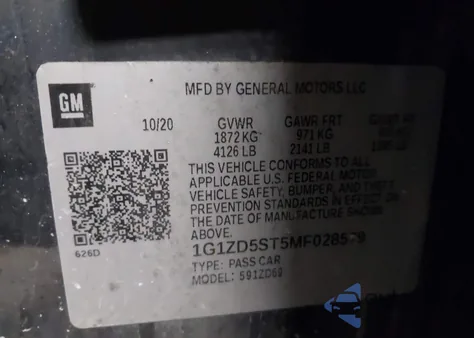 GM
MFD BY GENERAL MOTORS LLC
10/20 GVWR GAWR FRT
1872 KG 971 KG
4126 LB 2141 LB
THIS VEHICLE CONFORMS TO ALL
APPLICABLE U.S. FEDERAL MOTOR
VEHICLE SAFETY, BUMPER, AND THEFT
PREVENTION STANDARDS IN EFFECT ON
THE DATE OF MANUFACTURE SHOWN
ABOVE.
626D
TYPE: PASS CAR
MODEL: 591ZD69